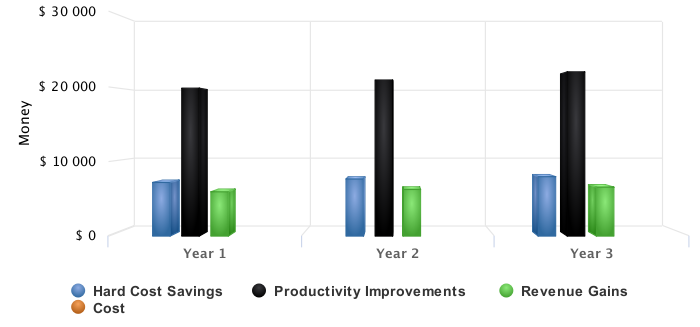 $ 30 000
$ 20 000
$ 10 000
$ 0
Money
Year 1
Year 2
Year 3
Hard Cost Savings
Productivity Improvements
Revenue Gains
Cost